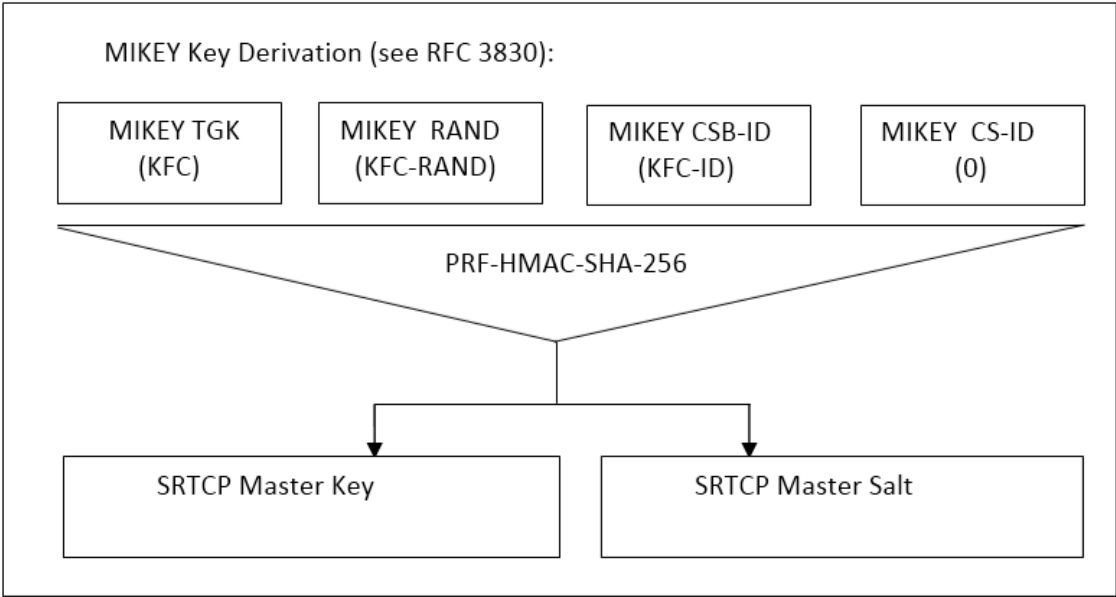 MIKEY Key Derivation (see RFC 3830):
MIKEY TGK
(KFC)
MIKEY RAND
(KFC-RAND)
MIKEY CSB-ID
(KFC-ID)
MIKEY CS-ID
(0)
PRF-HMAC-SHA-256
SRTCP Master Key
SRTCP Master Salt